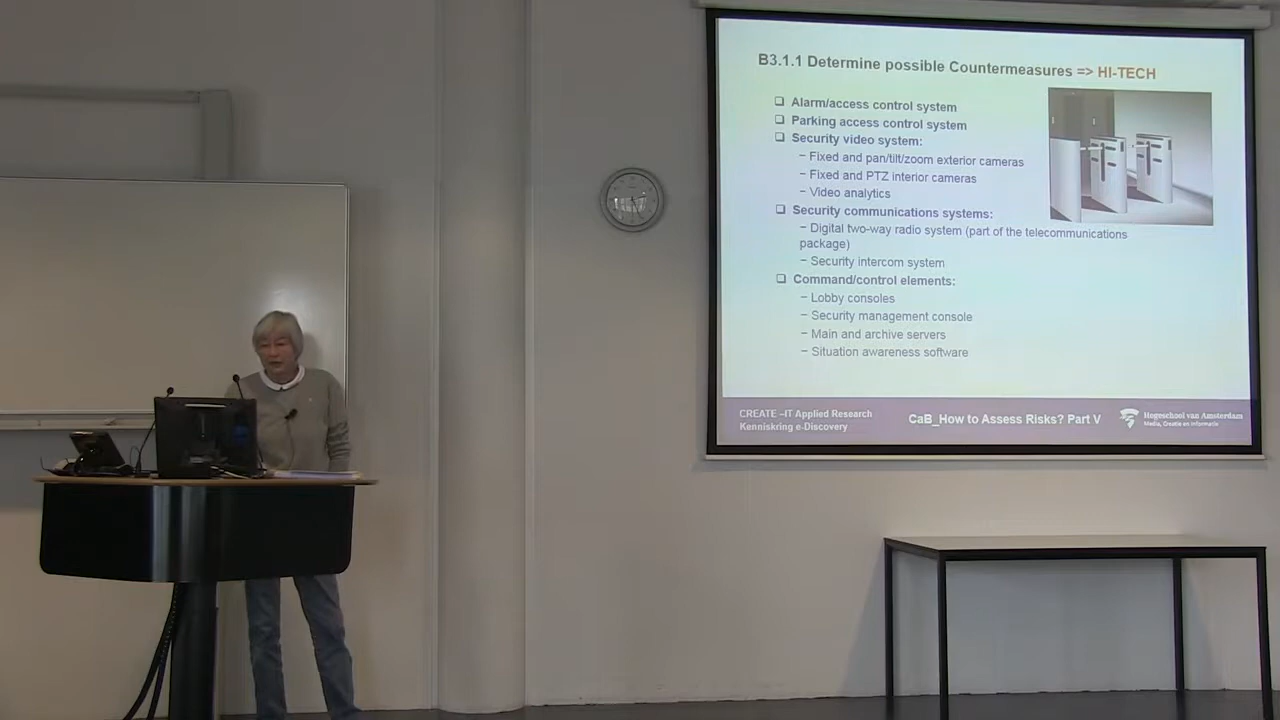 B3.1.1 Determine possible Countermeasures => HI-TECH
Alarm/access control system
Parking access control system
Security video system:
– Fixed and pan/tilt/zoom exterior cameras
– Fixed and PTZ interior cameras
– Video analytics
Security communications systems:
– Digital two-way radio system (part of the telecommunications
package)
– Security intercom system
Command/control elements:
– Lobby consoles
– Security management console
– Main and archive servers
– Situation awareness software
CREATE –IT Applied Research
Kenniskring e-Discovery
CaB_How to Assess Risks? Part V
Hogeschool van Amsterdam
Media, Creatie en Informatie